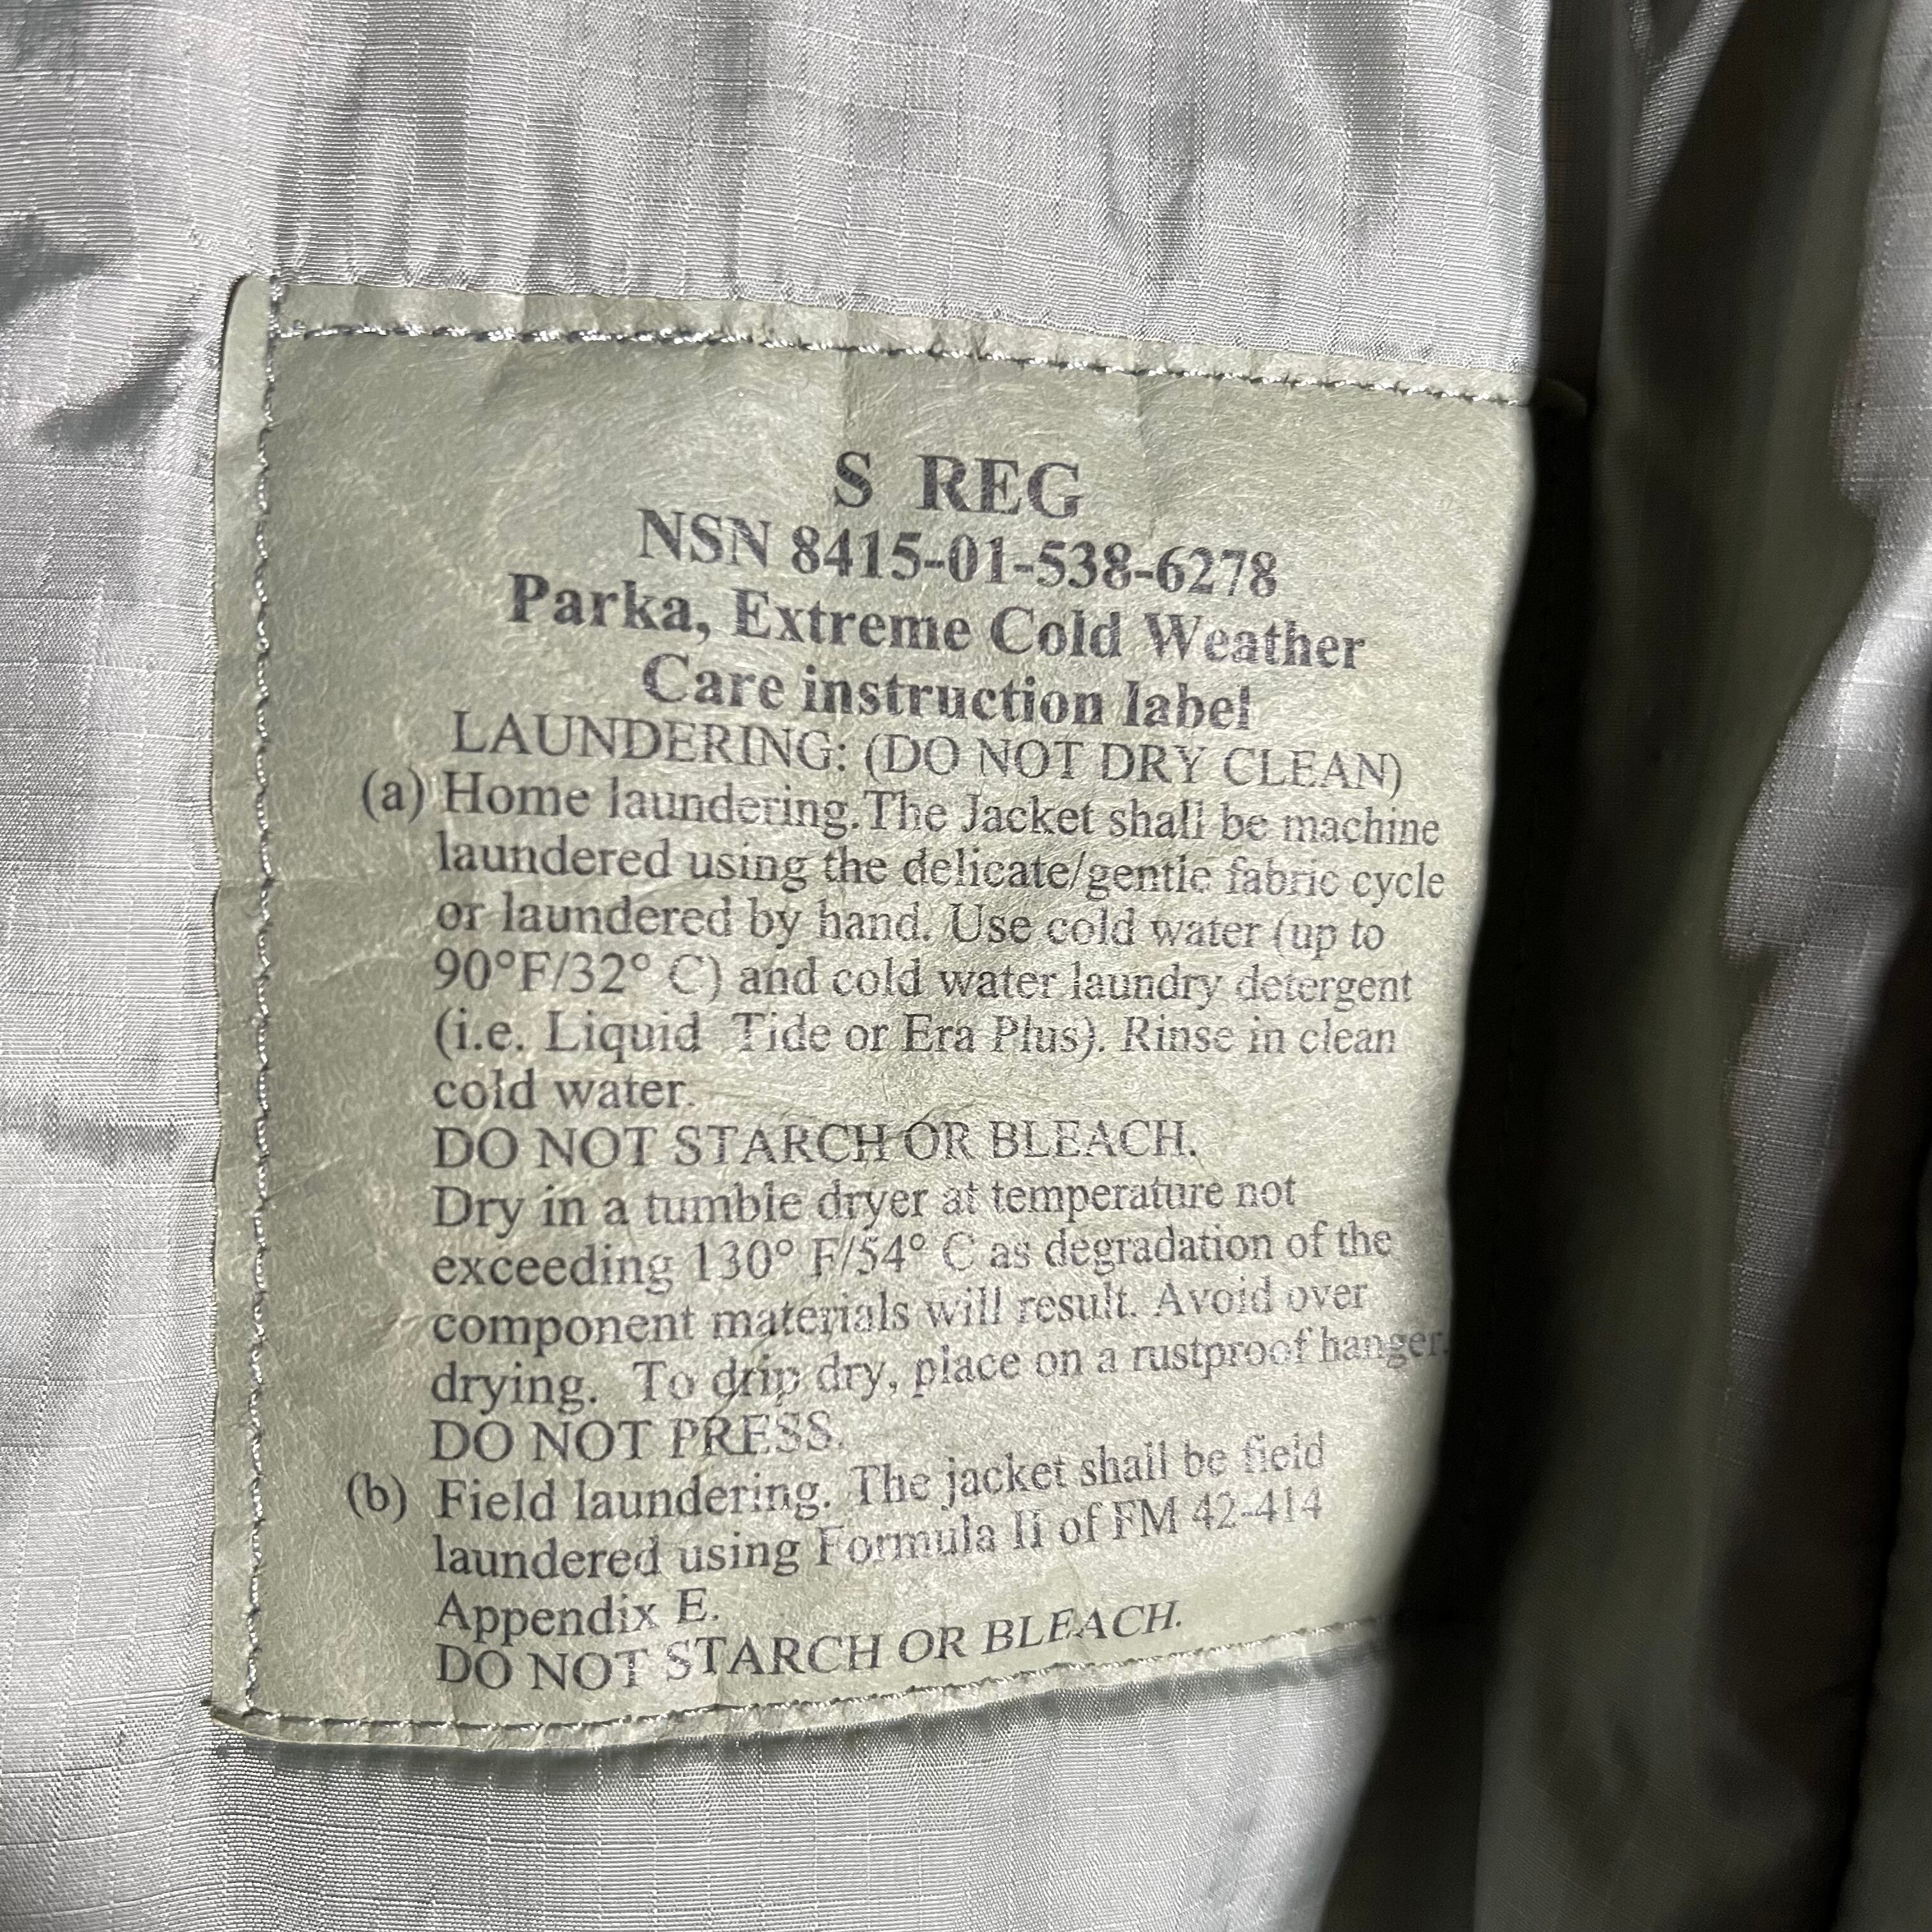 S REG
NSN 8415-01-538-6278
Parka, Extreme Cold Weather
Care instruction label
LAUNDERING: (DO NOT DRY CLEAN)
(a) Home laundering.The Jacket shall be machine
laundered using the delicate/gentle fabric cycle
or laundered by hand. Use cold water (up to
90°F/32° C) and cold water laundry detergent
(i.e. Liquid Tide or Era Plus). Rinse in clean
cold water.
DO NOT STARCH OR BLEACH.
Dry in a tumble dryer at temperature not
exceeding 130° F/54° C as degradation of the
component materials will result. Avoid over
drying. To drip dry, place on a rustproof hanger.
DO NOT PRESS.
(b) Field laundering. The jacket shall be field
laundered using Formula II of FM 42-414
Appendix E.
DO NOT STARCH OR BLEACH.